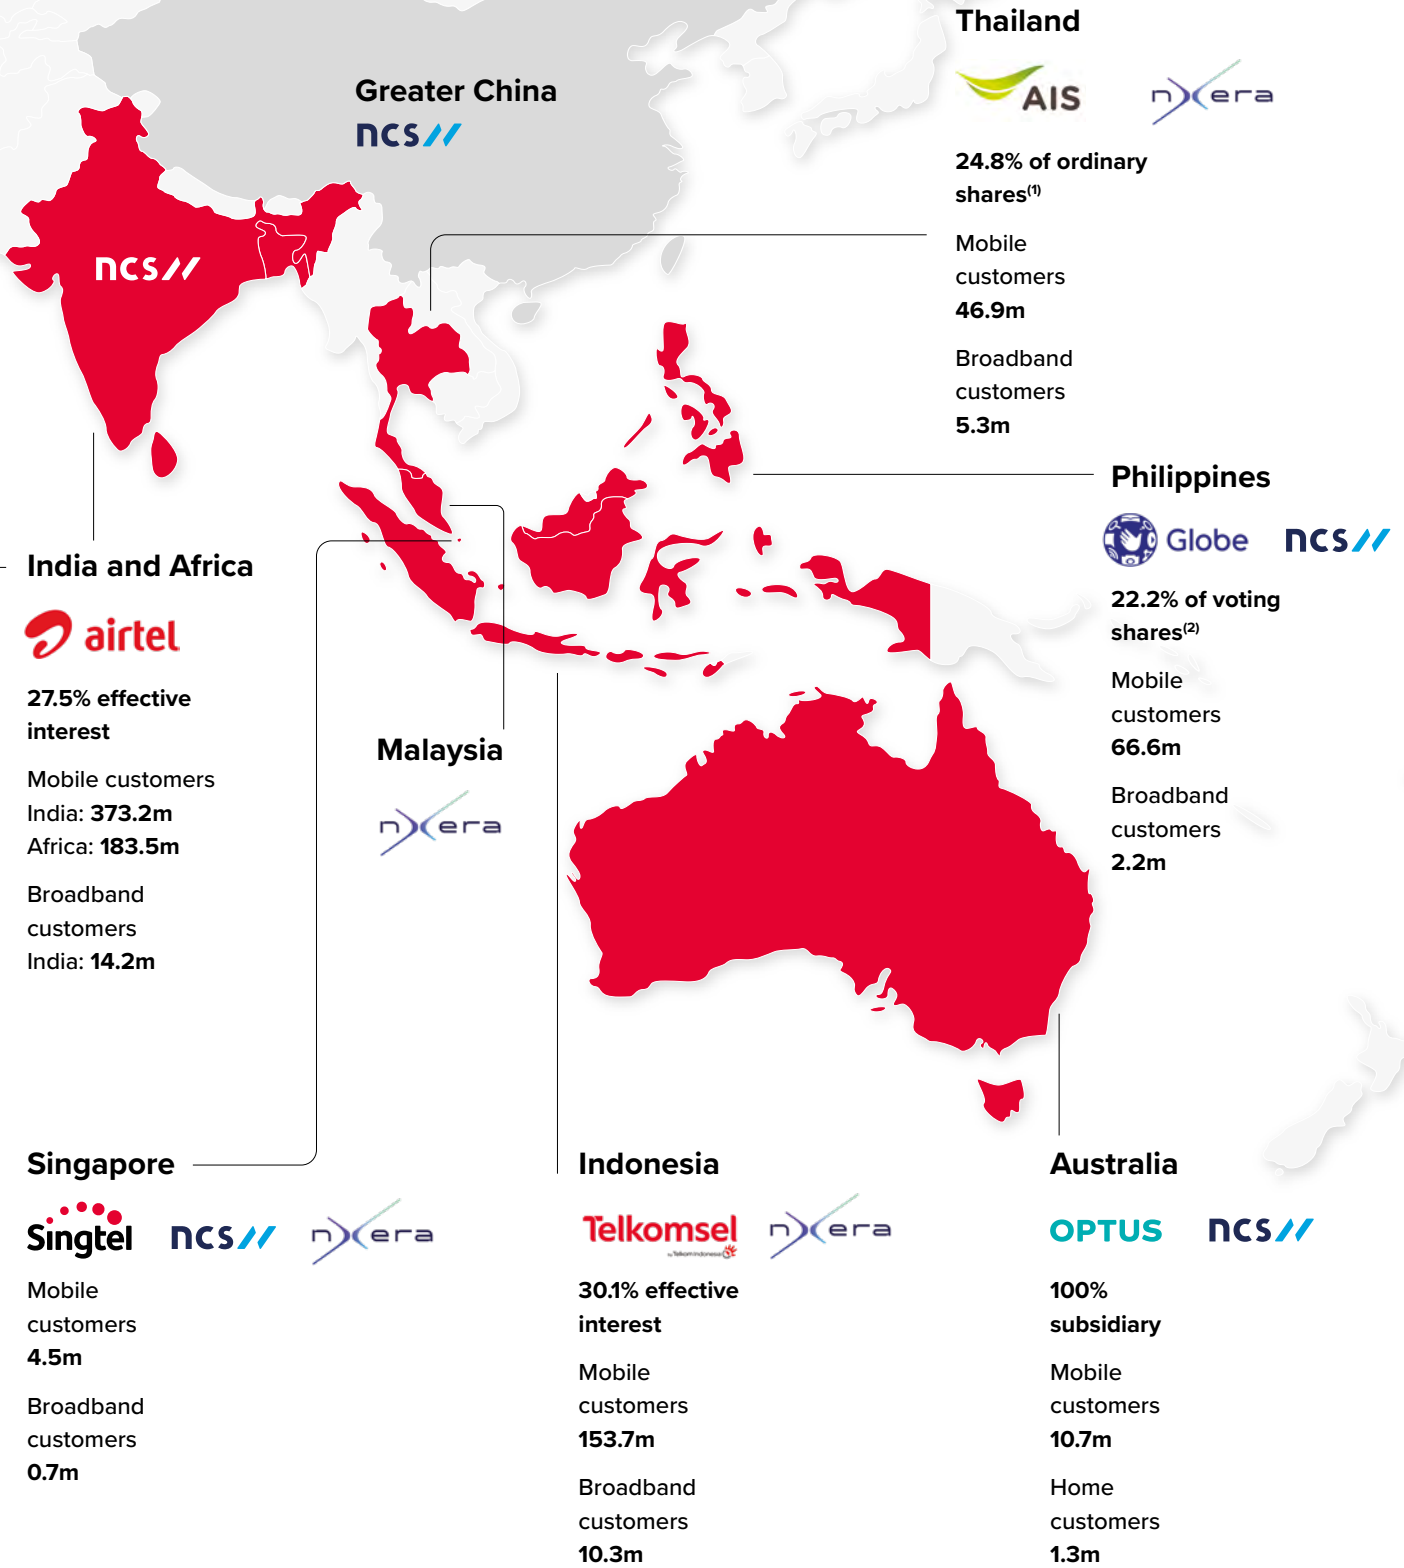 Thailand
AIS
nxera
24.8% of ordinary
shares(1)
Mobile
customers
46.9m
Broadband
customers
5.3m
Greater China
ncs
ncs
Philippines
Globe
ncs
22.2% of voting
shares(2)
Mobile
customers
66.6m
Broadband
customers
2.2m
India and Africa
airtel
27.5% effective
interest
Mobile customers
India: 373.2m
Africa: 183.5m
Broadband
customers
India: 14.2m
Malaysia
nxera
Singapore
Singtel
ncs
nxera
Mobile
customers
4.5m
Broadband
customers
0.7m
Indonesia
Telkomsel
by Telkom Indonesia
nxera
30.1% effective
interest
Mobile
customers
153.7m
Broadband
customers
10.3m
Australia
OPTUS
ncs
100%
subsidiary
Mobile
customers
10.7m
Home
customers
1.3m